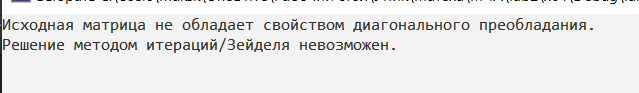 Исходная матрица не обладает свойством диагонального преобладания.
Решение методом итераций/Зейделя невозможен.